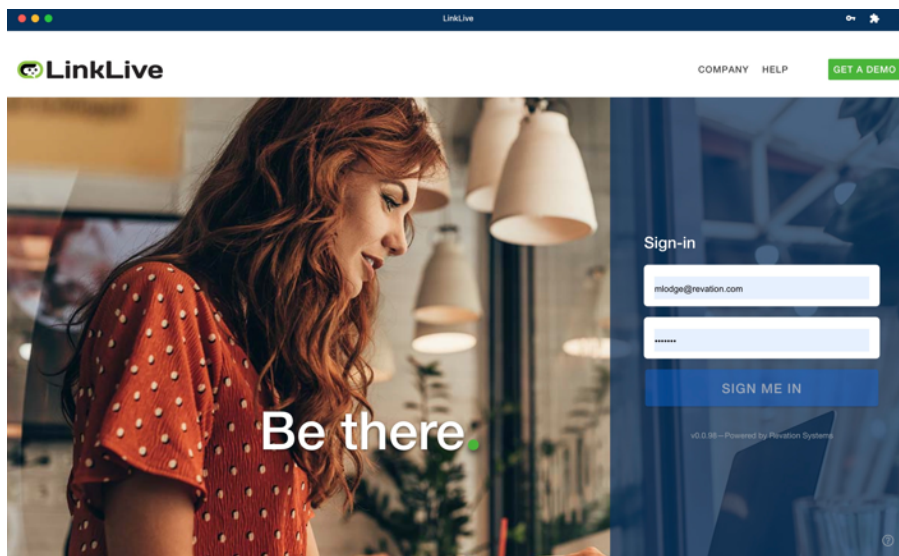 LinkLive
LinkLive
COMPANY HELP GET A DEMO
Sign-in
mlodge@revation.com
•••••••
SIGN ME IN
Be there.
v0.0.98—Powered by Revation Systems